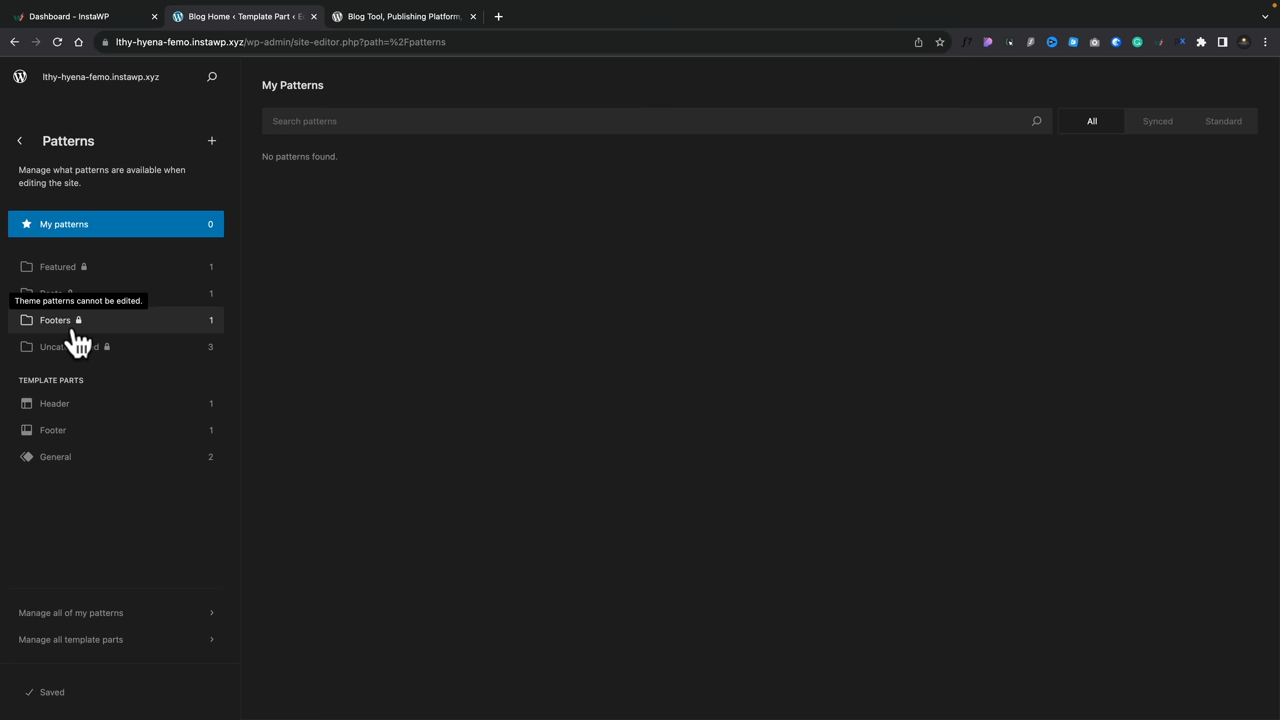 Dashboard - InstaWP
Blog Home ‹ Template Part ‹ E
Blog Tool, Publishing Platform,
lthy-hyena-femo.instawp.xyz/wp-admin/site-editor.php?path=%2Fpatterns
lthy-hyena-femo.instawp.xyz
Patterns
Manage what patterns are available when
editing the site.
My patterns 0
Featured 1
1
Theme patterns cannot be edited.
Footers 1
3
TEMPLATE PARTS
Header 1
Footer 1
General 2
Manage all of my patterns
Manage all template parts
Saved
My Patterns
Search patterns
All Synced Standard
No patterns found.